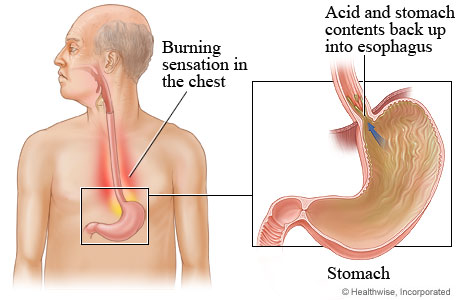 Burning
sensation in
the chest
Acid and stomach
contents back up
into esophagus
Stomach
© Healthwise, Incorporated